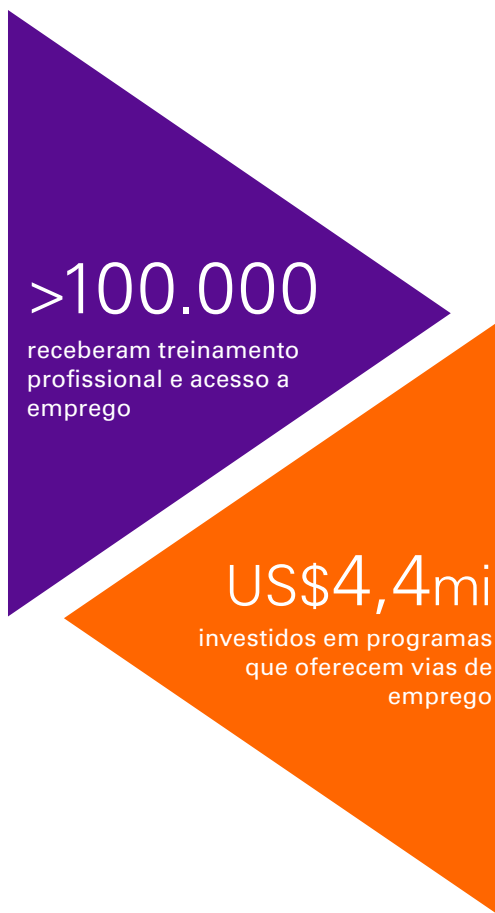 >100.000
receberam treinamento
profissional e acesso a
emprego
US$4,4mi
investidos em programas
que oferecem vias de
emprego